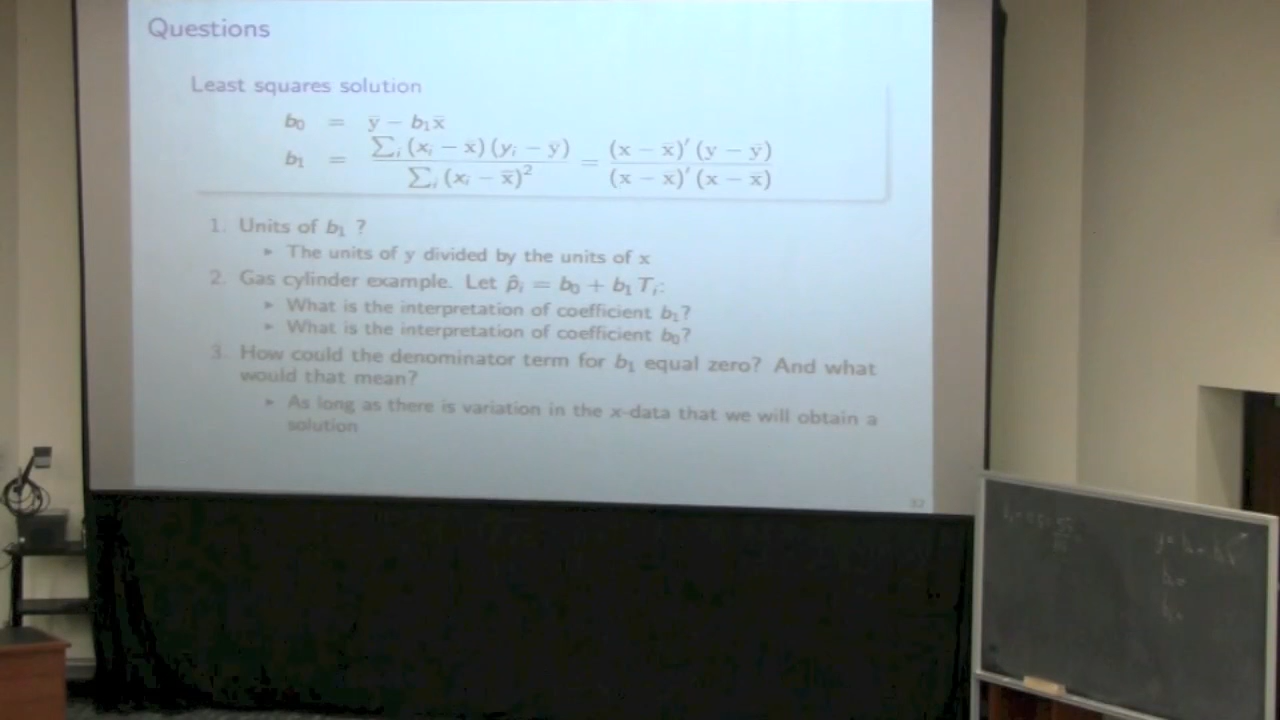 Questions
Least squares solution
b₀ = ȳ − b₁x̄
b₁ = ∑ᵢ (xᵢ − x̄) (yᵢ − ȳ) / ∑ᵢ (xᵢ − x̄)² = (x − x̄)′ (y − ȳ) / (x − x̄)′ (x − x̄)
1. Units of b₁ ?
▸ The units of y divided by the units of x
2. Gas cylinder example. Let p̂ᵢ = b₀ + b₁Tᵢ:
▸ What is the interpretation of coefficient b₁?
▸ What is the interpretation of coefficient b₀?
3. How could the denominator term for b₁ equal zero? And what
would that mean?
▸ As long as there is variation in the x-data that we will obtain a
solution